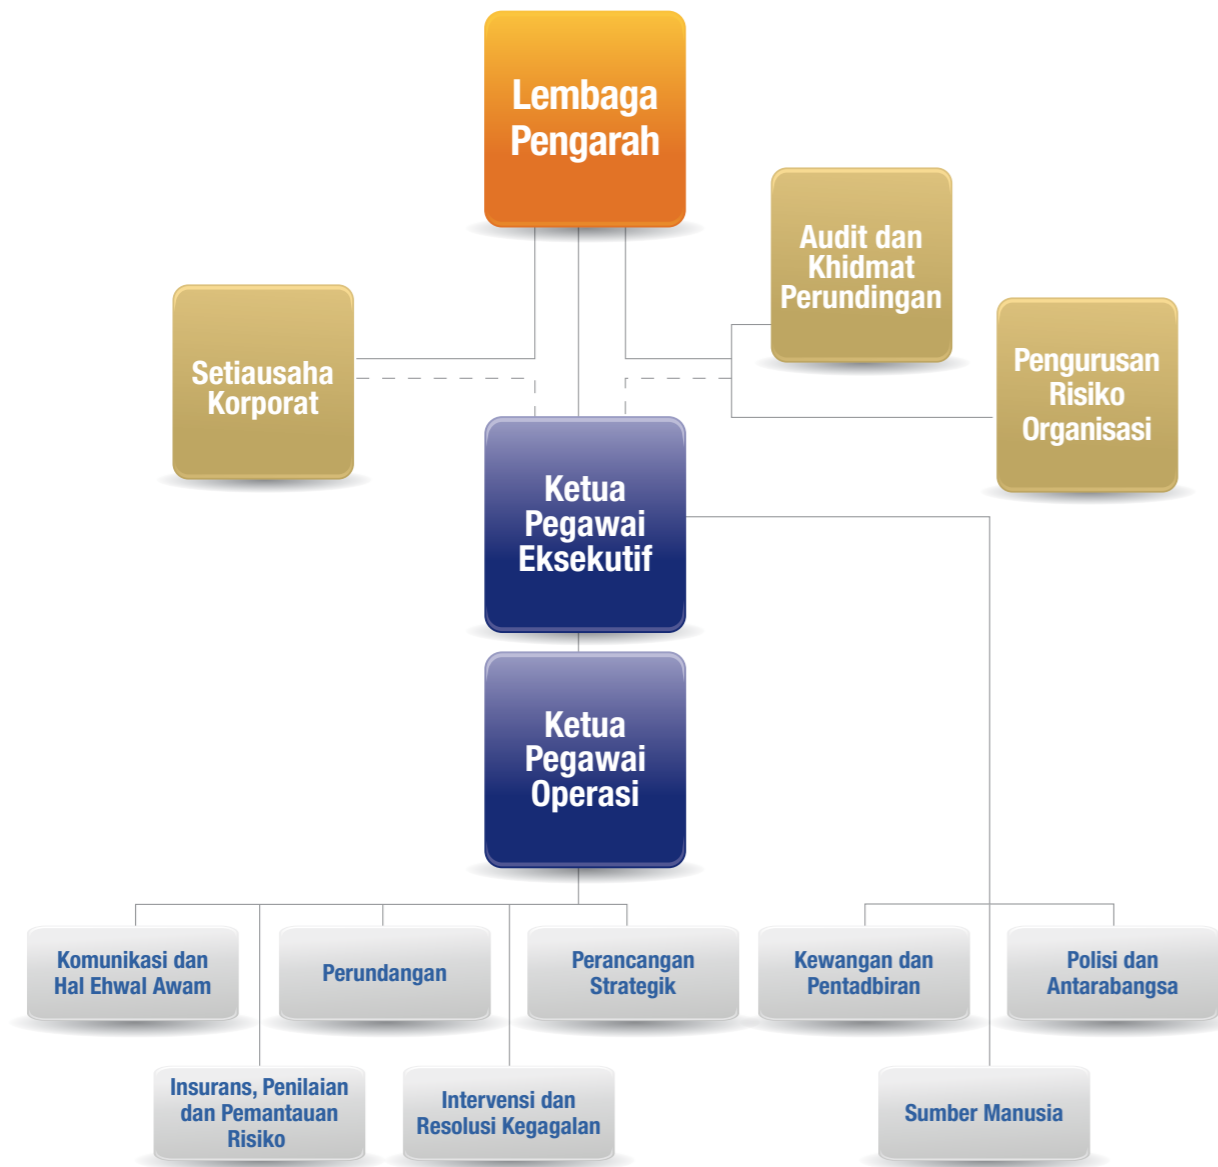 Lembaga
Pengarah
Audit dan
Khidmat
Perundingan
Setiausaha
Korporat
Pengurusan
Risiko
Organisasi
Ketua
Pegawai
Eksekutif
Ketua
Pegawai
Operasi
Komunikasi dan
Hal Ehwal Awam
Perundangan
Perancangan
Strategik
Kewangan dan
Pentadbiran
Polisi dan
Antarabangsa
Insurans, Penilaian
dan Pemantauan
Risiko
Intervensi dan
Resolusi Kegagalan
Sumber Manusia